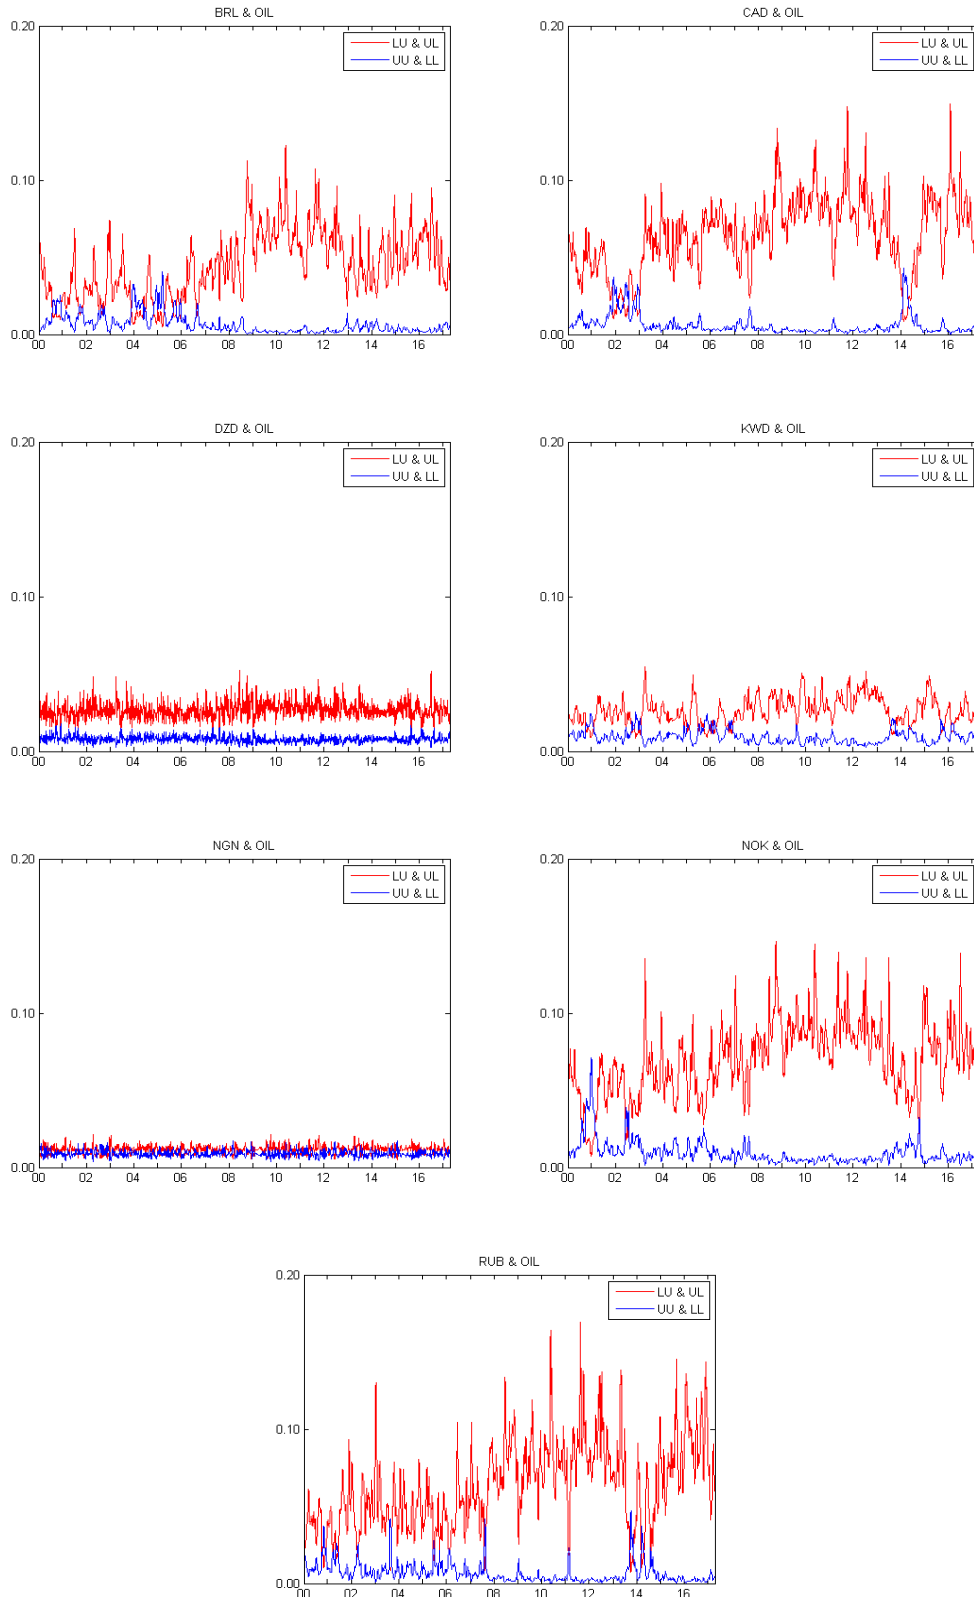 BRL & OIL
0.20
LU & UL
UU & LL
0.10
0.00
00 02 04 06 08 10 12 14 16
CAD & OIL
0.20
LU & UL
UU & LL
0.10
0.00
00 02 04 06 08 10 12 14 16
DZD & OIL
0.20
LU & UL
UU & LL
0.10
0.00
00 02 04 06 08 10 12 14 16
KWD & OIL
0.20
LU & UL
UU & LL
0.10
0.00
00 02 04 06 08 10 12 14 16
NGN & OIL
0.20
LU & UL
UU & LL
0.10
0.00
00 02 04 06 08 10 12 14 16
NOK & OIL
0.20
LU & UL
UU & LL
0.10
0.00
00 02 04 06 08 10 12 14 16
RUB & OIL
0.20
LU & UL
UU & LL
0.10
0.00
00 02 04 06 08 10 12 14 16